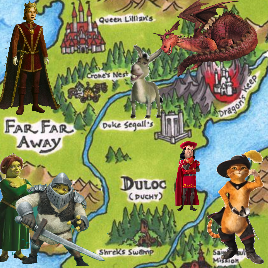 Queen Lillian's
Crone's Nest
Dragon's Keep
Duke Segall's
FAR FAR
AWAY
DULOC
(DUCHY)
Shrek's Swamp
Mission